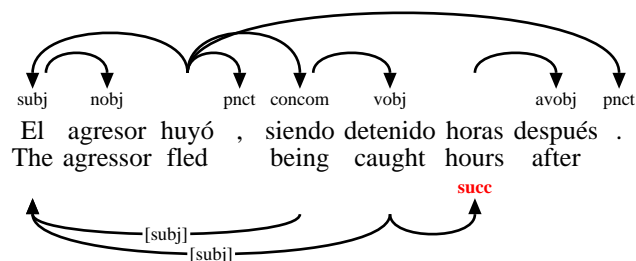 subj nobj pnct concom vobj avobj pnct
El agresor huyó , siendo detenido horas después .
The agressor fled being caught hours after
succ
[subj]
[subj]